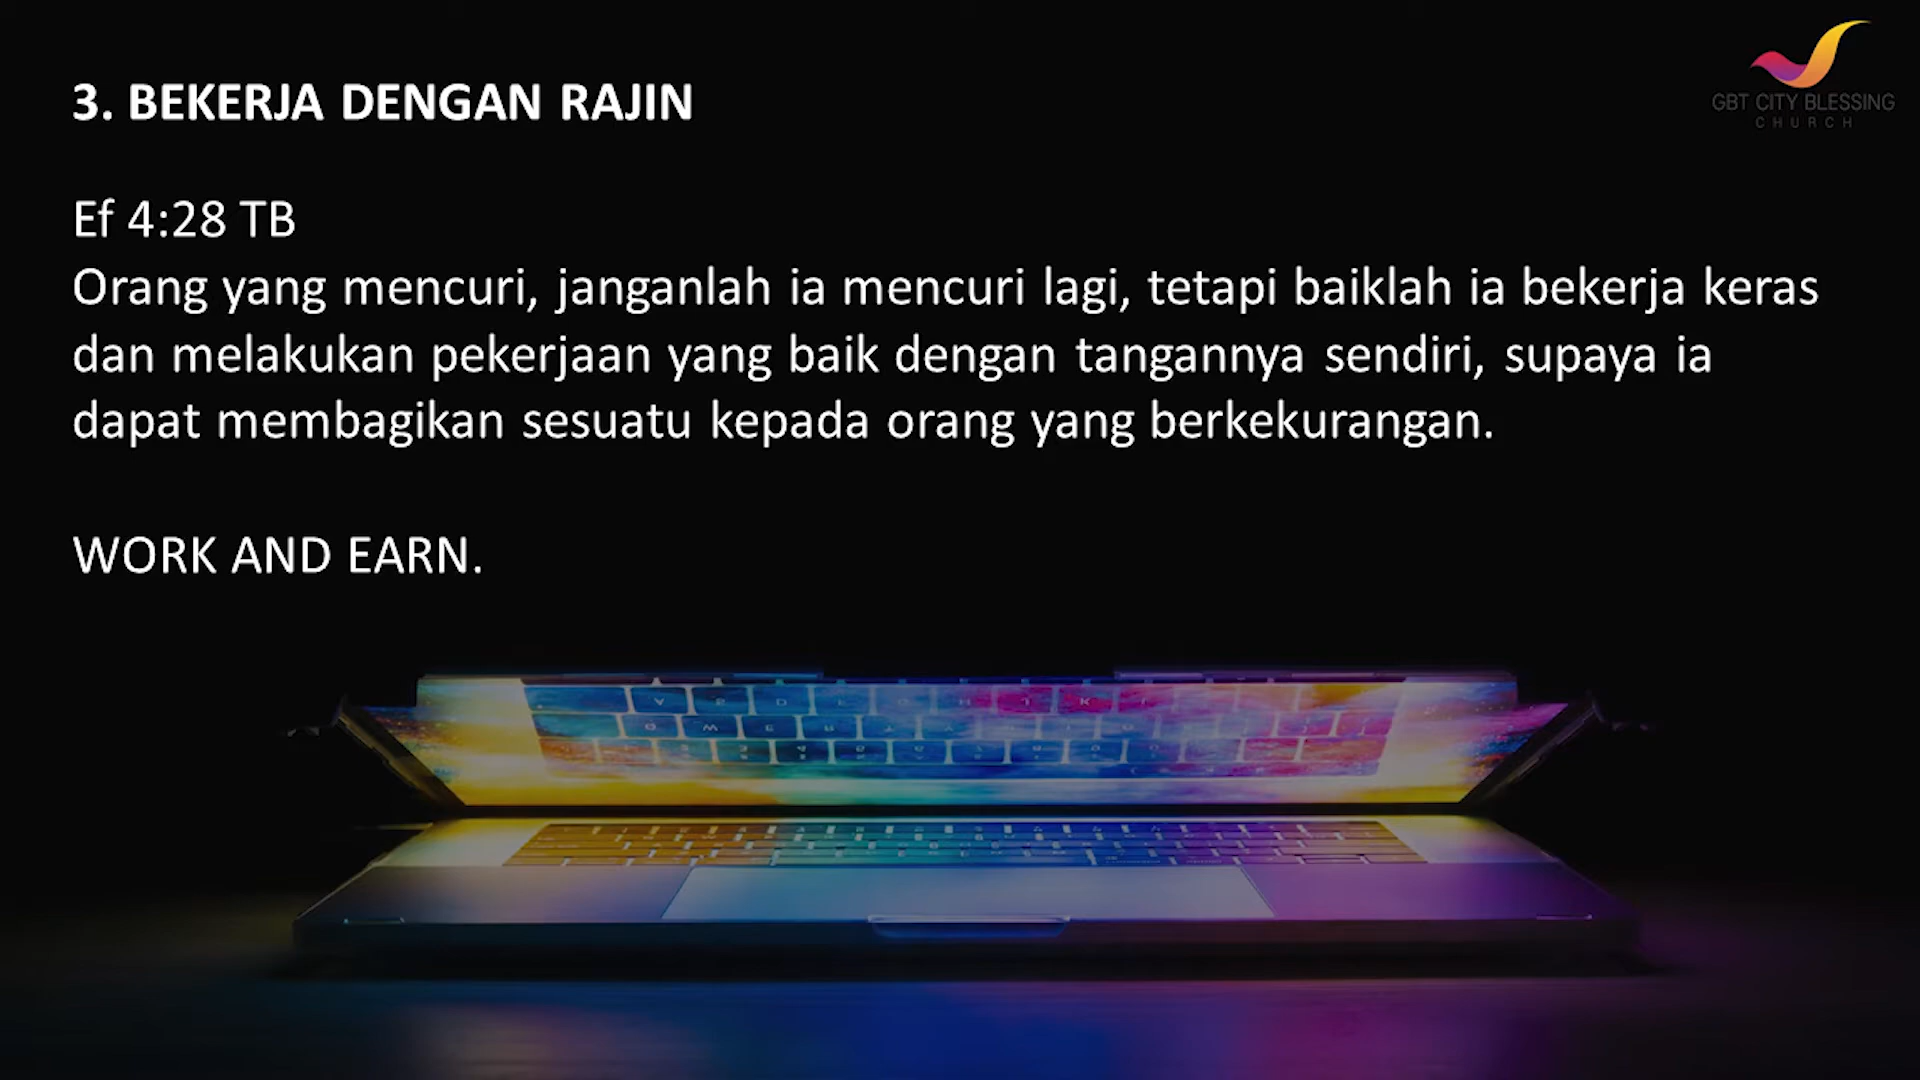 GBT CITY BLESSING
CHURCH
3. BEKERJA DENGAN RAJIN
Ef 4:28 TB
Orang yang mencuri, janganlah ia mencuri lagi, tetapi baiklah ia bekerja keras
dan melakukan pekerjaan yang baik dengan tangannya sendiri, supaya ia
dapat membagikan sesuatu kepada orang yang berkekurangan.
WORK AND EARN.